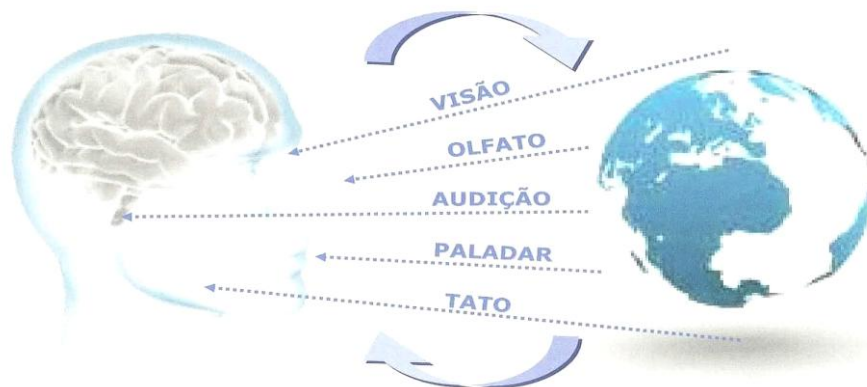 VISÃO
OLFATO
AUDIÇÃO
PALADAR
TATO